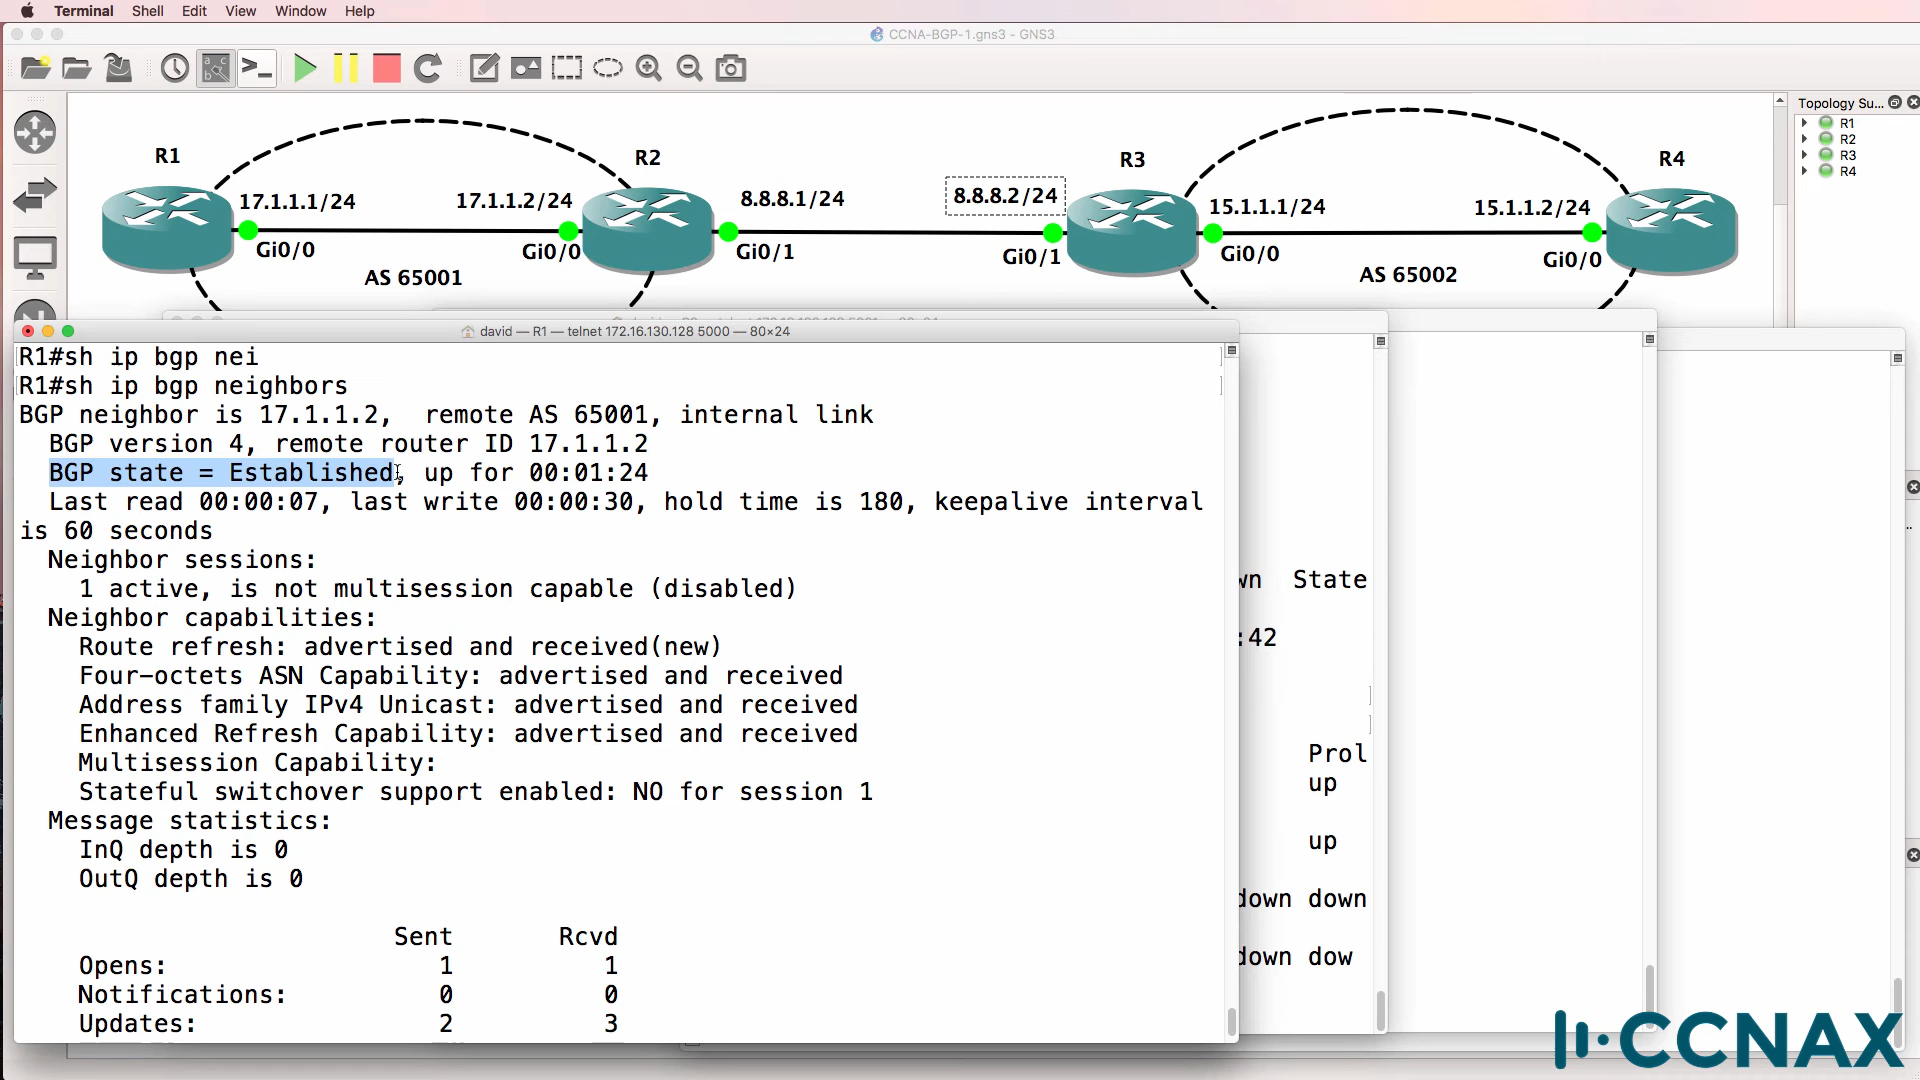 Terminal Shell Edit View Window Help
CCNA-BGP-1.gns3 - GNS3
Topology Su...
R1
R2
R3
R4
R1
R2
R3
R4
17.1.1.1/24
17.1.1.2/24
8.8.8.1/24
8.8.8.2/24
15.1.1.1/24
15.1.1.2/24
Gi0/0
Gi0/0
Gi0/1
Gi0/1
Gi0/0
Gi0/0
AS 65001
AS 65002
david — R1 — telnet 172.16.130.128 5000 — 80×24
R1#sh ip bgp nei
R1#sh ip bgp neighbors
BGP neighbor is 17.1.1.2,  remote AS 65001, internal link
BGP version 4, remote router ID 17.1.1.2
BGP state = Established, up for 00:01:24
Last read 00:00:07, last write 00:00:30, hold time is 180, keepalive interval
is 60 seconds
Neighbor sessions:
1 active, is not multisession capable (disabled)
Neighbor capabilities:
Route refresh: advertised and received(new)
Four-octets ASN Capability: advertised and received
Address family IPv4 Unicast: advertised and received
Enhanced Refresh Capability: advertised and received
Multisession Capability:
Stateful switchover support enabled: NO for session 1
Message statistics:
InQ depth is 0
OutQ depth is 0
Sent Rcvd
Opens: 1 1
Notifications: 0 0
Updates: 2 3
wn State
:42
Prol
up
up
down down
down dow
CCNAX